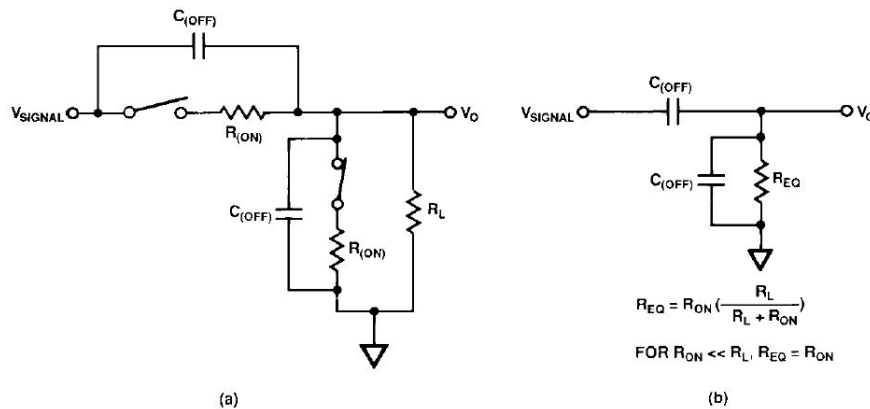 C(OFF)
VSIGNAL
R(ON)
VO
C(OFF)
R(ON)
RL
(a)
C(OFF)
VSIGNAL
C(OFF)
REQ
REQ = RON ( RL / RL + RON )
FOR RON << RL, REQ = RON
(b)